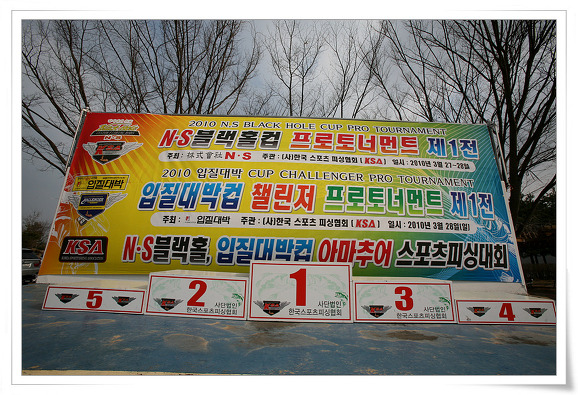 2010 N.S BLACK HOLE CUP PRO TOURNAMENT
N·S블랙홀컵 프로토너먼트 제1전
주최 : 株式會社 N·S 주관 : (사)한국 스포츠 피싱협회 (KSA) 일시 : 2010년 3월 27~28일
2010 입질대박 CUP CHALLENGER PRO TOURNAMENT
입질대박컵 챌린저 프로토너먼트 제1전
주최 : 입질대박 주관 : (사)한국 스포츠 피싱협회 (KSA) 일시 : 2010년 3월 28일(일)
KSA N·S블랙홀, 입질대박컵 아마추어 스포츠피싱대회
5
2 사단법인
한국스포츠피싱협회
1 사단법인
한국스포츠피싱협회
3 사단법인
한국스포츠피싱협회
4